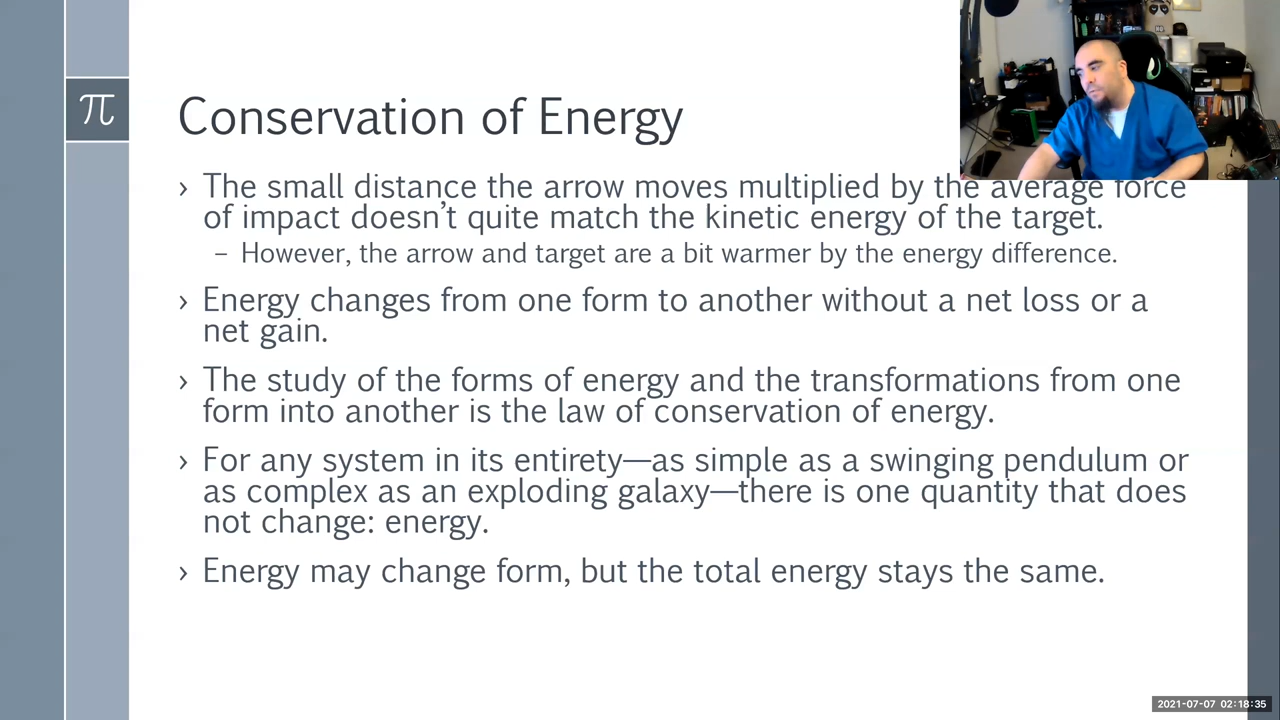 π
Conservation of Energy
› The small distance the arrow moves multiplied by the average force
of impact doesn’t quite match the kinetic energy of the target.
– However, the arrow and target are a bit warmer by the energy difference.
› Energy changes from one form to another without a net loss or a
net gain.
› The study of the forms of energy and the transformations from one
form into another is the law of conservation of energy.
› For any system in its entirety—as simple as a swinging pendulum or
as complex as an exploding galaxy—there is one quantity that does
not change: energy.
› Energy may change form, but the total energy stays the same.
2021-07-07 02:18:35